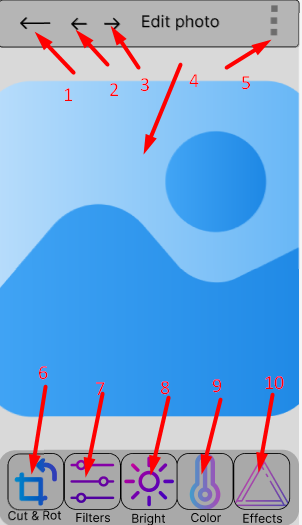 Edit photo
1 2 3 4 5
6 7 8 9 10
Cut & Rot Filters Bright Color Effects